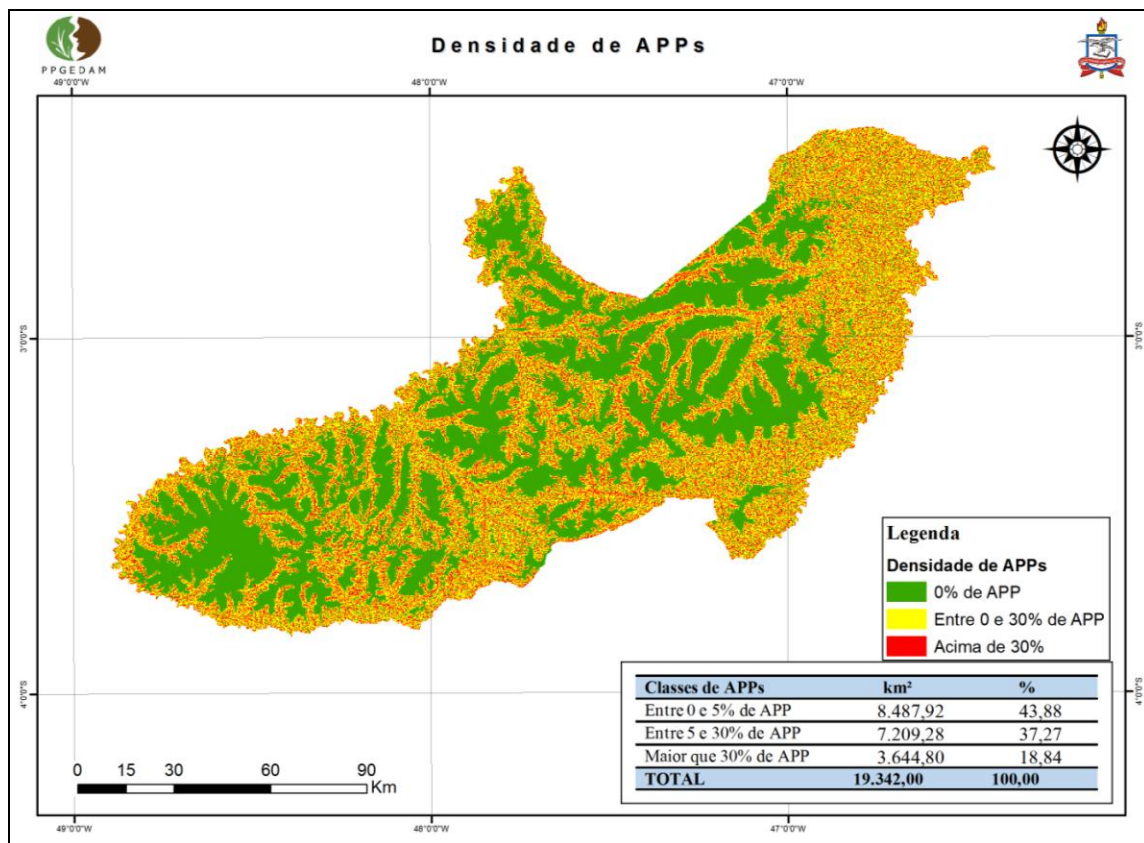 Densidade de APPs
PPGEDAM
49°0'0"W 48°0'0"W 47°0'0"W
3°0'0"S 3°0'0"S
Legenda
Densidade de APPs
0% de APP
Entre 0 e 30% de APP
Acima de 30%
4°0'0"S 4°0'0"S
Classes de APPs km² %
Entre 0 e 5% de APP 8.487,92 43,88
Entre 5 e 30% de APP 7.209,28 37,27
Maior que 30% de APP 3.644,80 18,84
TOTAL 19.342,00 100,00
0 15 30 60 90
Km
49°0'0"W 48°0'0"W 47°0'0"W